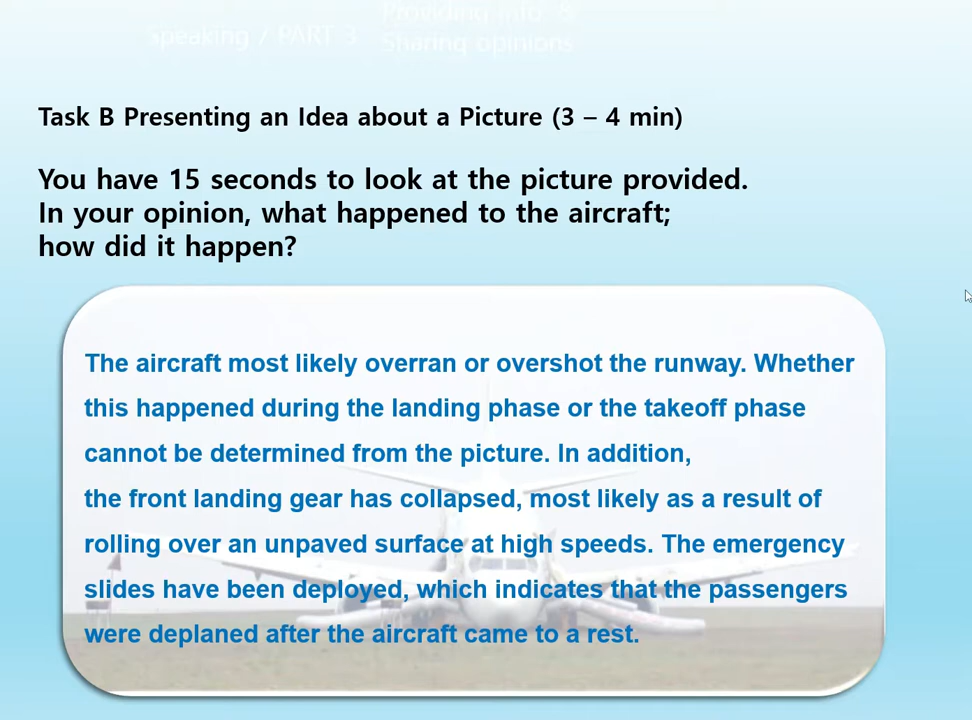 Providing info &
Speaking / PART 3
Sharing opinions
Task B Presenting an Idea about a Picture (3 – 4 min)
You have 15 seconds to look at the picture provided.
In your opinion, what happened to the aircraft;
how did it happen?
The aircraft most likely overran or overshot the runway. Whether
this happened during the landing phase or the takeoff phase
cannot be determined from the picture. In addition,
the front landing gear has collapsed, most likely as a result of
rolling over an unpaved surface at high speeds. The emergency
slides have been deployed, which indicates that the passengers
were deplaned after the aircraft came to a rest.